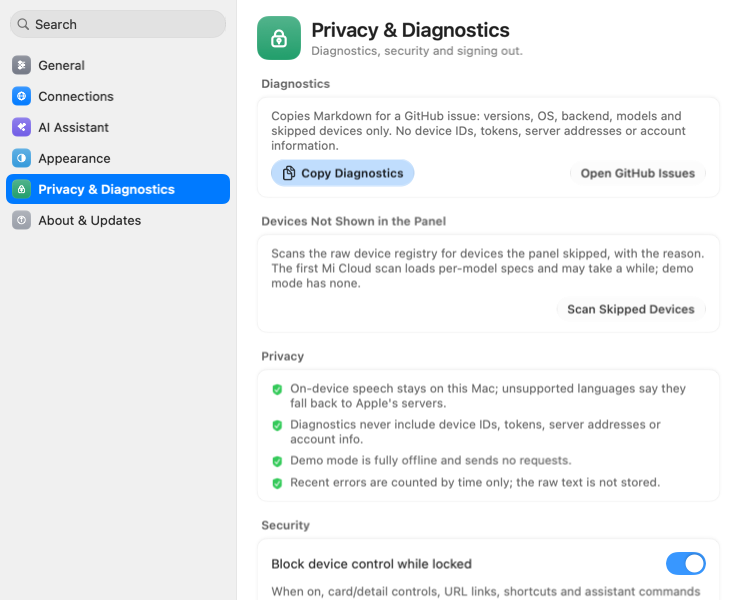 Search
General
Connections
AI Assistant
Appearance
Privacy & Diagnostics
About & Updates
Privacy & Diagnostics
Diagnostics, security and signing out.
Diagnostics
Copies Markdown for a GitHub issue: versions, OS, backend, models and
skipped devices only. No device IDs, tokens, server addresses or account
information.
Copy Diagnostics
Open GitHub Issues
Devices Not Shown in the Panel
Scans the raw device registry for devices the panel skipped, with the reason.
The first Mi Cloud scan loads per-model specs and may take a while; demo
mode has none.
Scan Skipped Devices
Privacy
On-device speech stays on this Mac; unsupported languages say they
fall back to Apple's servers.
Diagnostics never include device IDs, tokens, server addresses or
account info.
Demo mode is fully offline and sends no requests.
Recent errors are counted by time only; the raw text is not stored.
Security
Block device control while locked
When on, card/detail controls, URL links, shortcuts and assistant commands